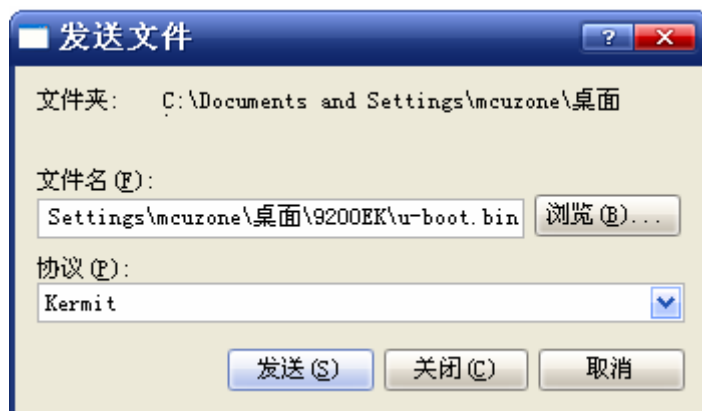 发送文件
文件夹: C:\Documents and Settings\mcuzone\桌面
文件名(F):
Settings\mcuzone\桌面\9200EK\u-boot.bin 浏览(B)...
协议(P):
Kermit
发送(S) 关闭(C) 取消